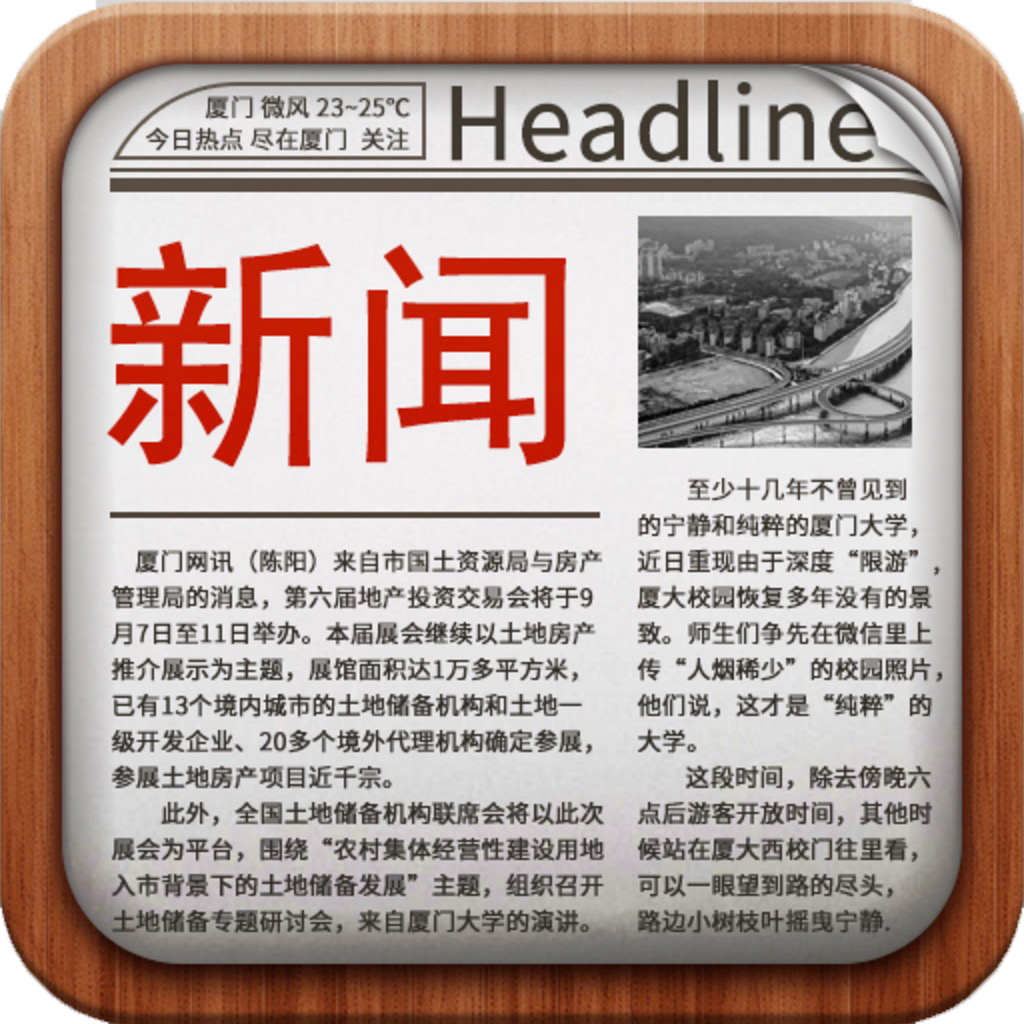 厦门 微风 23~25℃
今日热点 尽在厦门 关注
Headline
新闻
厦门网讯（陈阳）来自市国土资源局与房产
管理局的消息，第六届地产投资交易会将于9
月7日至11日举办。本届展会继续以土地房产
推介展示为主题，展馆面积达1万多平方米，
已有13个境内城市的土地储备机构和土地一
级开发企业、20多个境外代理机构确定参展，
参展土地房产项目近千宗。
此外，全国土地储备机构联席会将以此次
展会为平台，围绕“农村集体经营性建设用地
入市背景下的土地储备发展”主题，组织召开
土地储备专题研讨会，来自厦门大学的演讲。
至少十几年不曾见到
的宁静和纯粹的厦门大学，
近日重现由于深度“限游”，
厦大校园恢复多年没有的景
致。师生们争先在微信里上
传“人烟稀少”的校园照片，
他们说，这才是“纯粹”的
大学。
这段时间，除去傍晚六
点后游客开放时间，其他时
候站在厦大西校门往里看，
可以一眼望到路的尽头，
路边小树枝叶摇曳宁静.